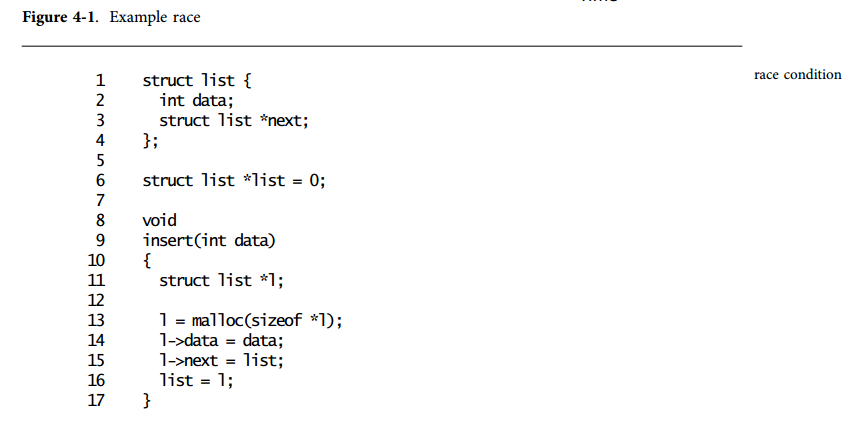 Figure 4-1. Example race
race condition
1 struct list {
2 int data;
3 struct list *next;
4 };
5
6 struct list *list = 0;
7
8 void
9 insert(int data)
10 {
11 struct list *l;
12
13 l = malloc(sizeof *l);
14 l->data = data;
15 l->next = list;
16 list = l;
17 }